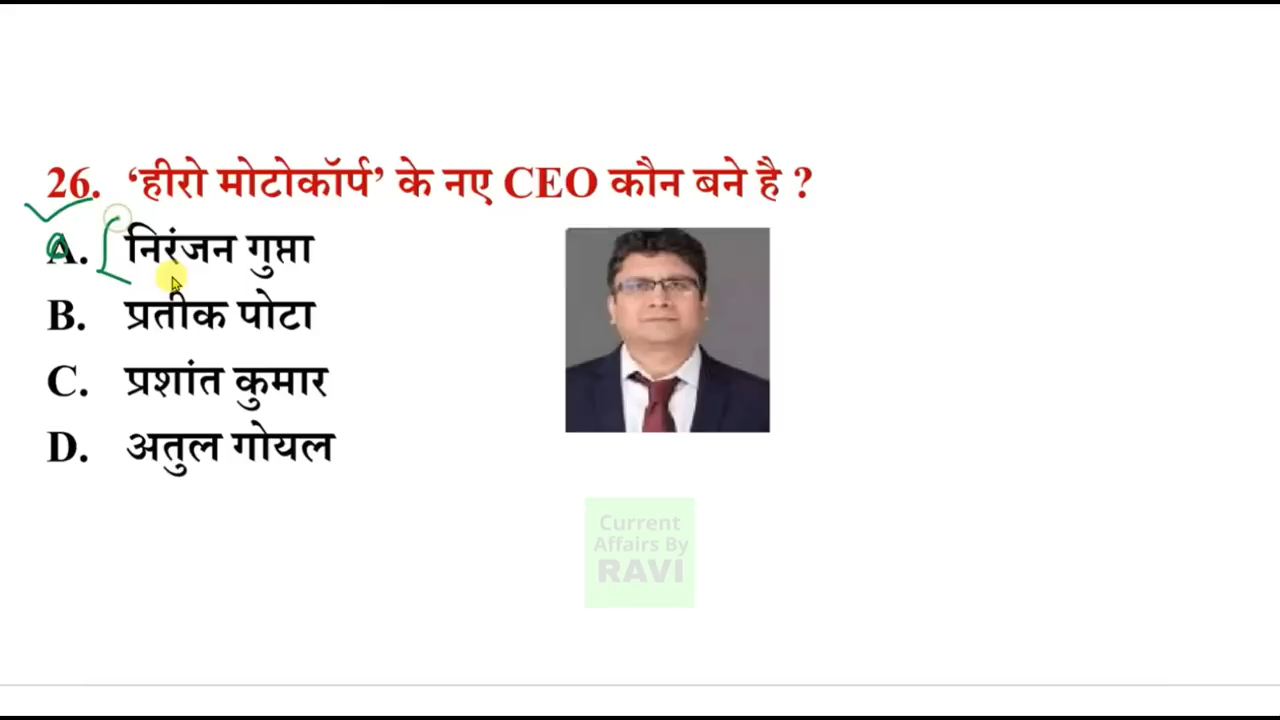 26. ‘हीरो मोटोकॉर्प’ के नए CEO कौन बने है ?
A. निरंजन गुप्ता
B. प्रतीक पोटा
C. प्रशांत कुमार
D. अतुल गोयल
Current
Affairs By
RAVI